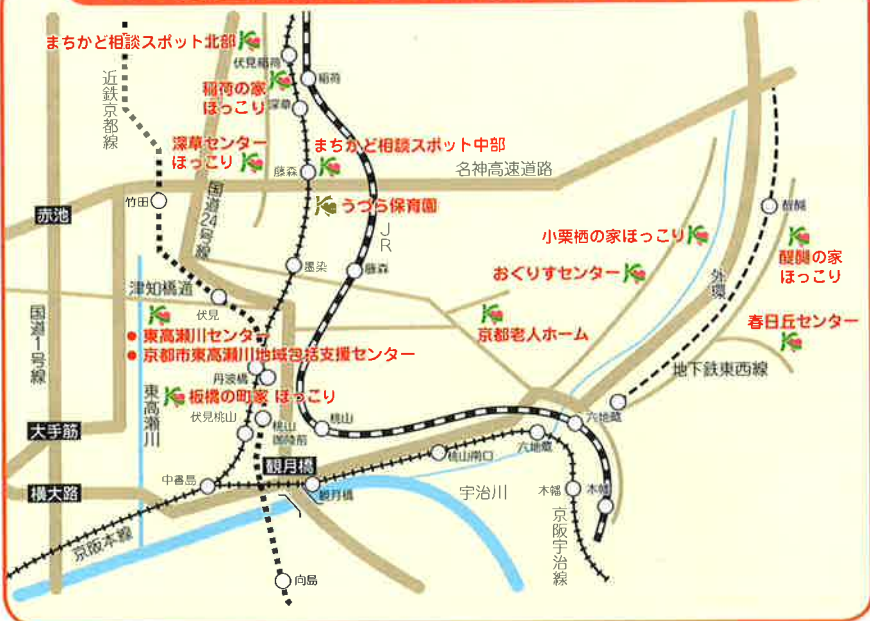 まちかど相談スポット北部
伏見稲荷
稲荷
近鉄京都線
稲荷の家
ほっこり
深草
深草センター
ほっこり
まちかど相談スポット中部
藤森
名神高速道路
国道24号線
竹田
赤池
うづら保育園
JR
醍醐
小栗栖の家ほっこり
醍醐の家
ほっこり
墨染
藤森
おぐりすセンター
外環
津知橋道
伏見
国道1号線
京都老人ホーム
春日丘センター
東高瀬川センター
京都市東高瀬川地域包括支援センター
丹波橋
地下鉄東西線
東高瀬川
板橋の町家 ほっこり
伏見桃山
桃山
御陵前
桃山
六地蔵
大手筋
六地蔵
桃山南口
観月橋
中書島
観月橋
横大路
宇治川
木幡
木幡
京阪本線
京阪宇治線
向島